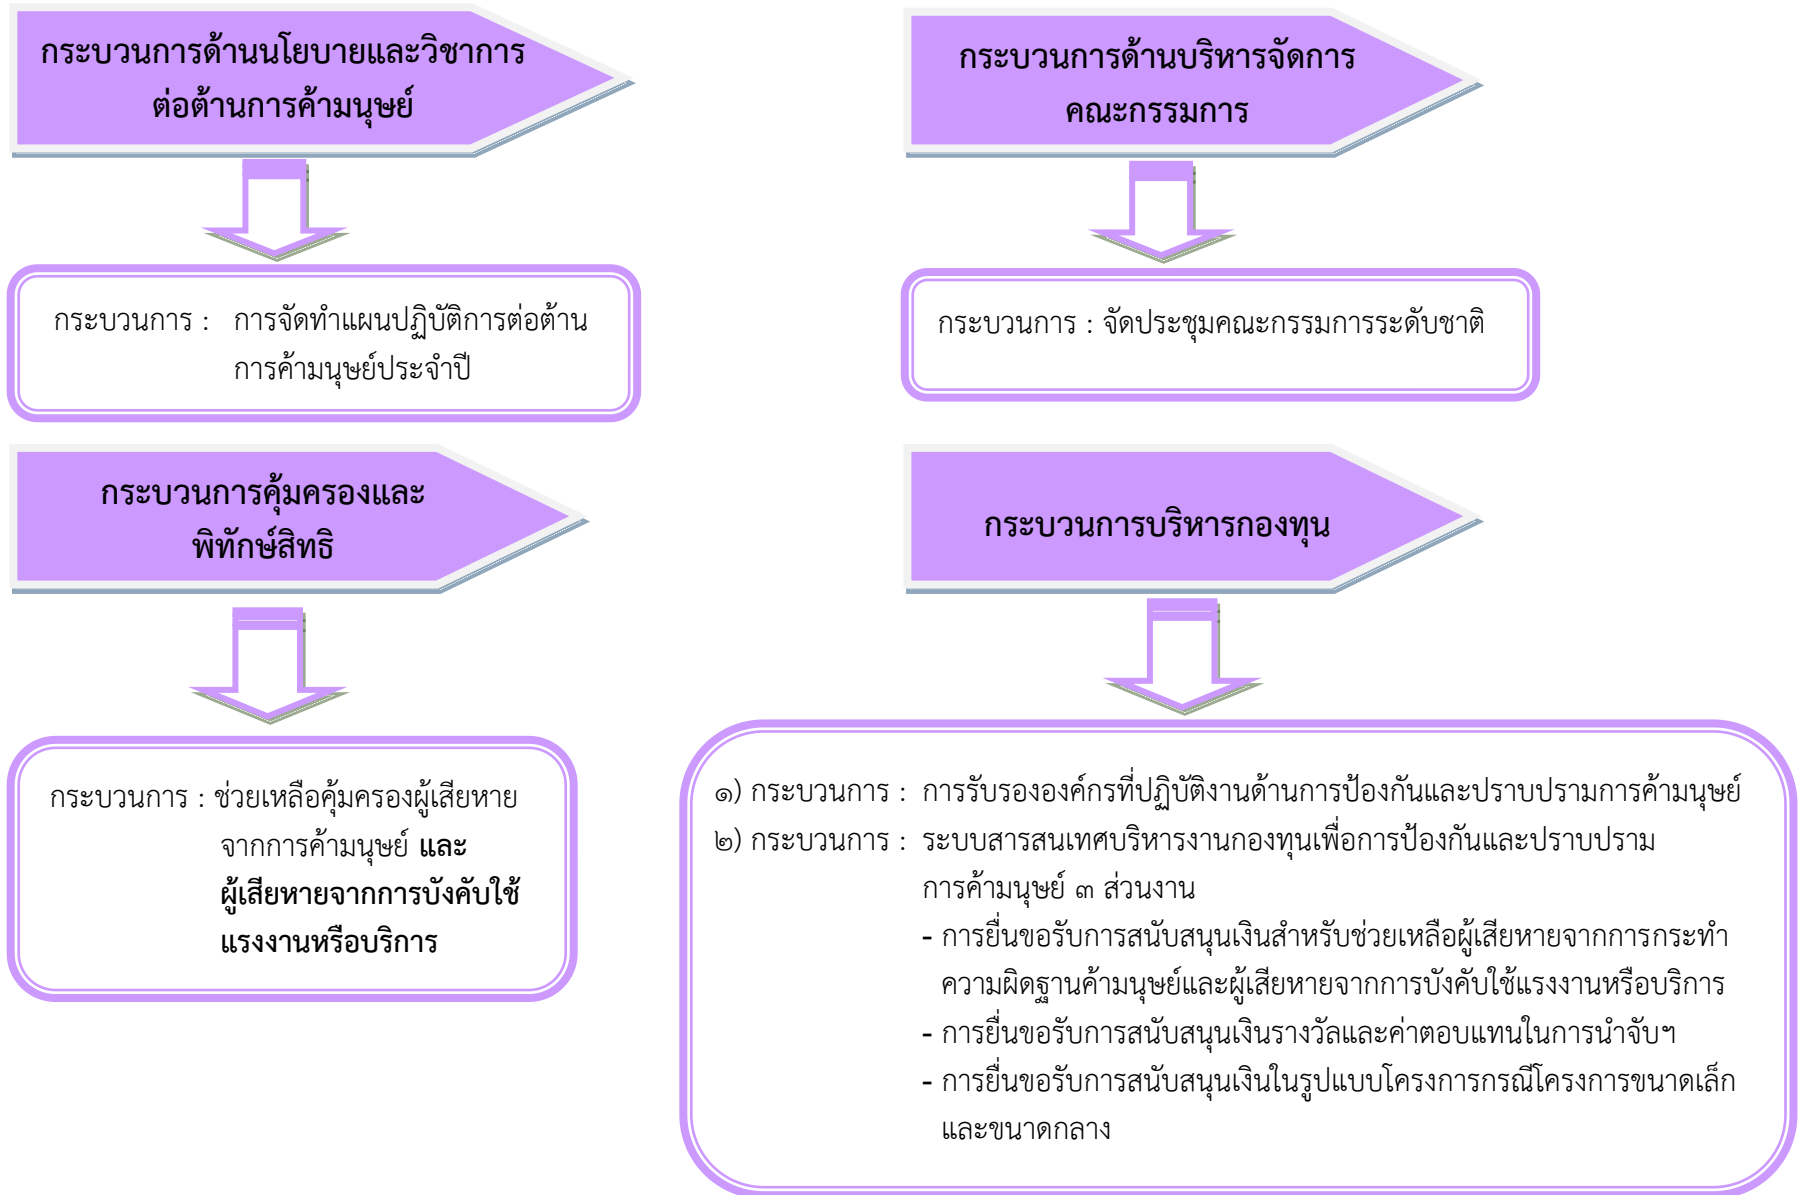 กระบวนการด้านนโยบายและวิชาการ
ต่อต้านการค้ามนุษย์
กระบวนการ : การจัดทำแผนปฏิบัติการต่อต้าน
การค้ามนุษย์ประจำปี
กระบวนการด้านบริหารจัดการ
คณะกรรมการ
กระบวนการ : จัดประชุมคณะกรรมการระดับชาติ
กระบวนการคุ้มครองและ
พิทักษ์สิทธิ
กระบวนการ : ช่วยเหลือคุ้มครองผู้เสียหาย
จากการค้ามนุษย์ และ
ผู้เสียหายจากการบังคับใช้
แรงงานหรือบริการ
กระบวนการบริหารกองทุน
๑) กระบวนการ : การรับรององค์กรที่ปฏิบัติงานด้านการป้องกันและปราบปรามการค้ามนุษย์
๒) กระบวนการ : ระบบสารสนเทศบริหารงานกองทุนเพื่อการป้องกันและปราบปราม
การค้ามนุษย์ ๓ ส่วนงาน
- การยื่นขอรับการสนับสนุนเงินสำหรับช่วยเหลือผู้เสียหายจากการกระทำ
ความผิดฐานค้ามนุษย์และผู้เสียหายจากการบังคับใช้แรงงานหรือบริการ
- การยื่นขอรับการสนับสนุนเงินรางวัลและค่าตอบแทนในการนำจับฯ
- การยื่นขอรับการสนับสนุนเงินในรูปแบบโครงการกรณีโครงการขนาดเล็ก
และขนาดกลาง